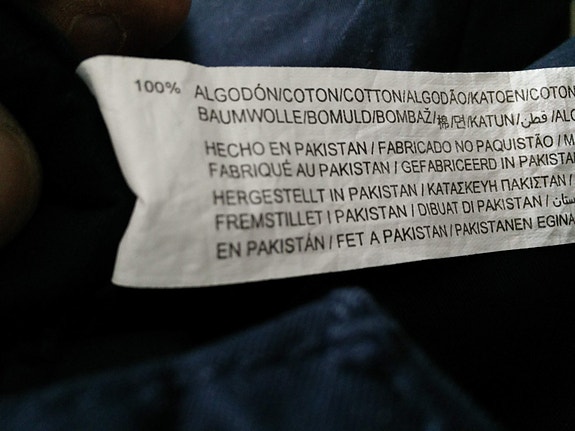 100% ALGODÓN/COTON/COTTON/ALGODÃO/KATOEN/COTON
BAUMWOLLE/BOMULD/BOMBAŽ/棉/면/KATUN/قطن/ALG
HECHO EN PAKISTAN / FABRICADO NO PAQUISTÃO / M
FABRIQUÉ AU PAKISTAN / GEFABRICEERD IN PAKISTAN
HERGESTELLT IN PAKISTAN / ΚΑΤΑΣΚΕΥΗ ΠΑΚΙΣΤΑΝ /
FREMSTILLET I PAKISTAN / DIBUAT DI PAKISTAN /
EN PAKISTÁN / FET A PAKISTAN / PAKISTANEN EGINA